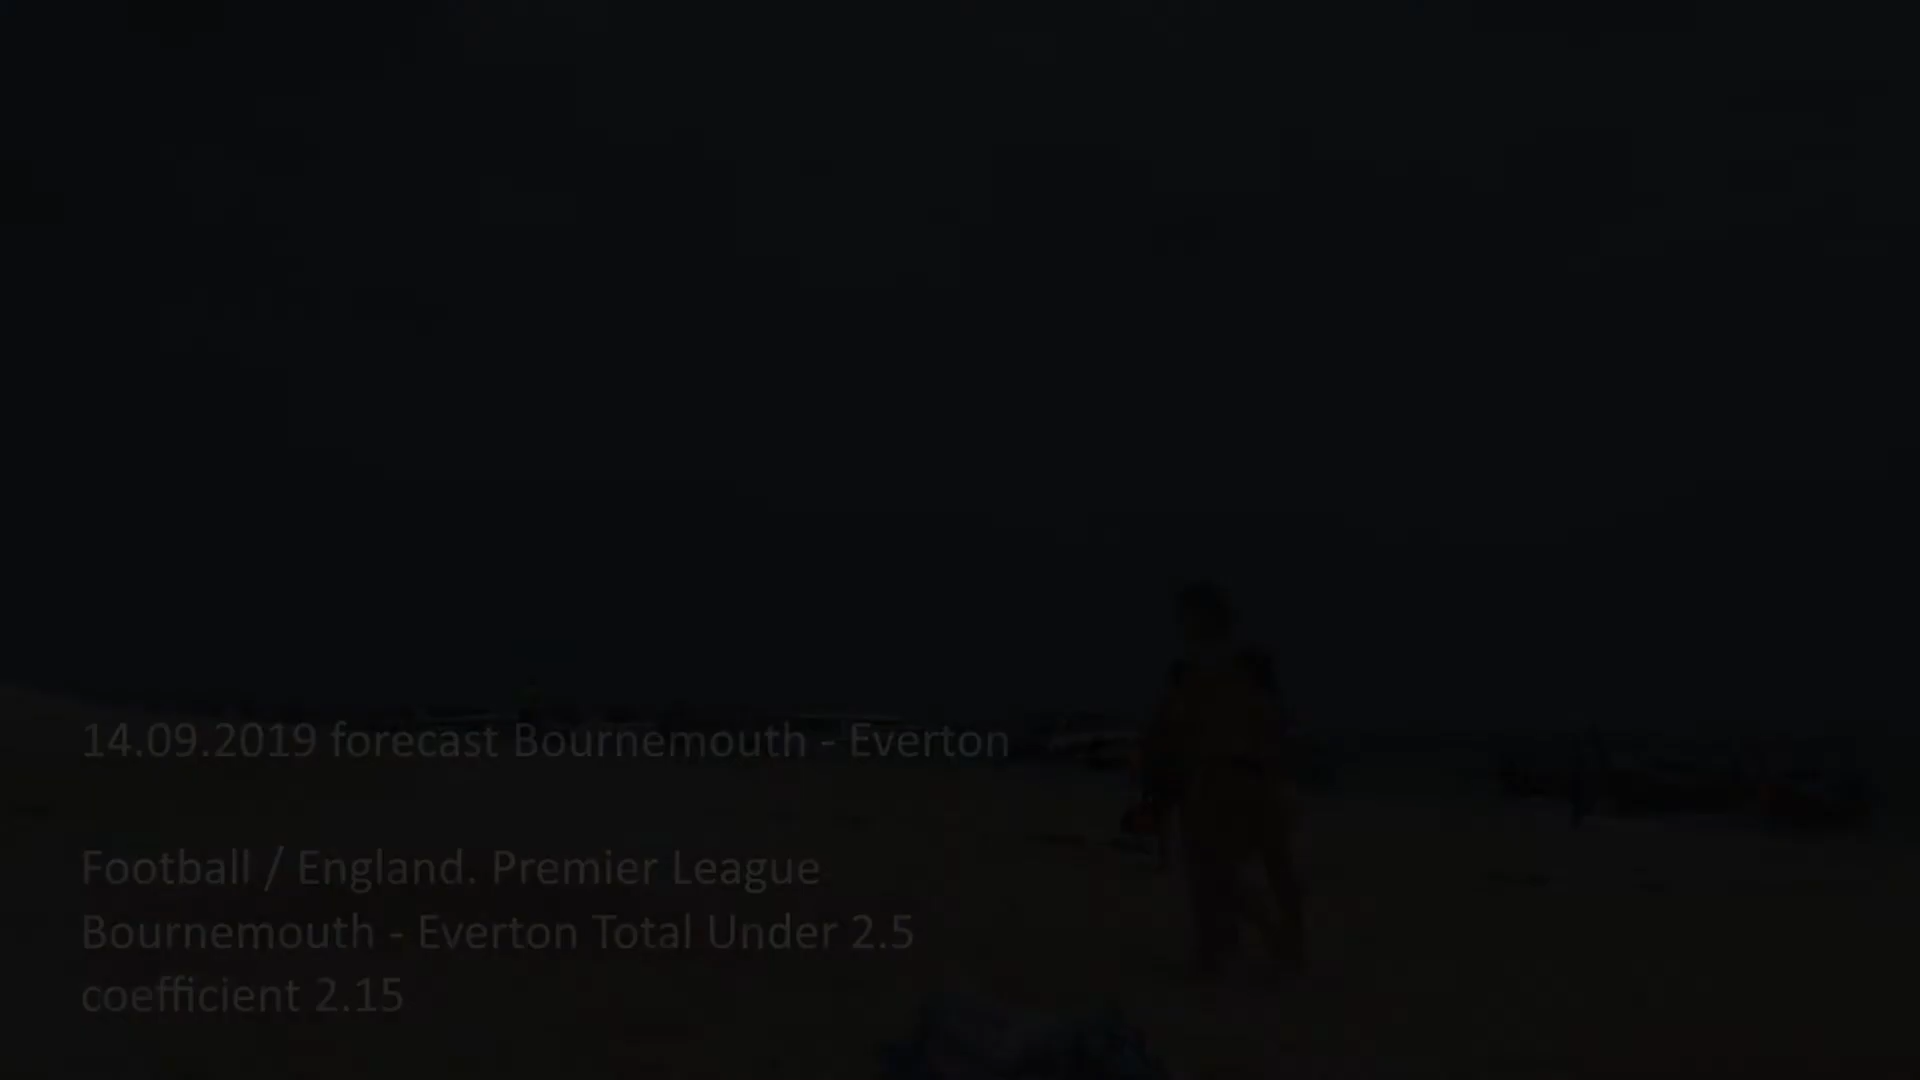 14.09.2019 forecast Bournemouth - Everton
Football / England. Premier League
Bournemouth - Everton Total Under 2.5
coefficient 2.15